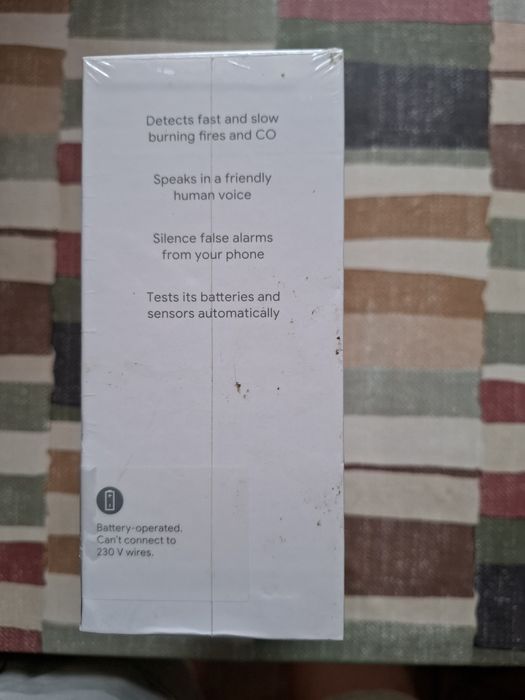 Detects fast and slow
burning fires and CO
Speaks in a friendly
human voice
Silence false alarms
from your phone
Tests its batteries and
sensors automatically
Battery-operated.
Can't connect to
230 V wires.